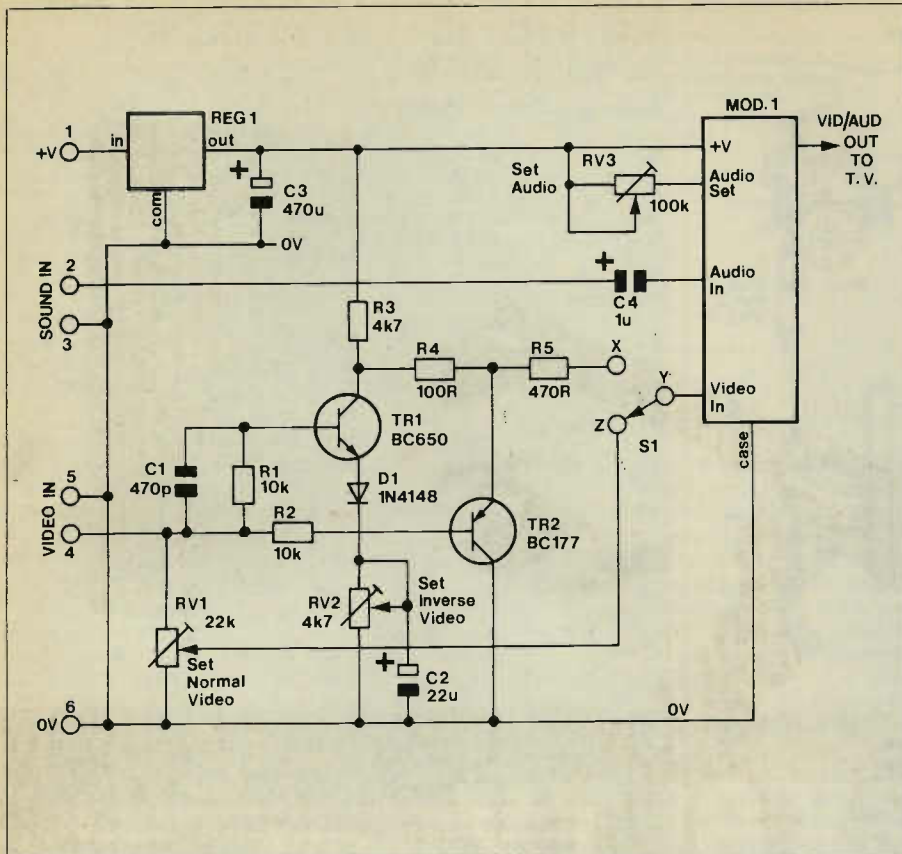 MOD. 1
REG 1
1
+V
in
out
com
+
C3
470u
0V
Set
Audio
RV3
100k
+V
Audio
Set
Audio
In
Video
In
case
VID/AUD
OUT
TO
T. V.
SOUND IN
2
3
+
C4
1u
R3
4k7
R4
100R
R5
470R
X
Y
Z
S1
TR1
BC650
C1
470p
R1
10k
D1
1N4148
VIDEO IN
5
4
R2
10k
TR2
BC177
RV1
22k
Set
Normal
Video
RV2
4k7
Set
Inverse
Video
+
C2
22u
0V
6
0V